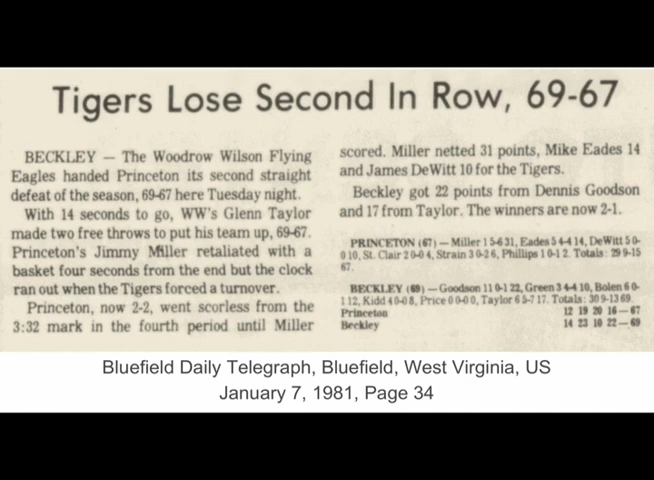 Tigers Lose Second In Row, 69-67
BECKLEY — The Woodrow Wilson Flying
Eagles handed Princeton its second straight
defeat of the season, 69-67 here Tuesday night.
With 14 seconds to go, WW's Glenn Taylor
made two free throws to put his team up, 69-67.
Princeton's Jimmy Miller retaliated with a
basket four seconds from the end but the clock
ran out when the Tigers forced a turnover.
Princeton, now 2-2, went scorless from the
3:32 mark in the fourth period until Miller
scored. Miller netted 31 points, Mike Eades 14
and James DeWitt 10 for the Tigers.
Beckley got 22 points from Dennis Goodson
and 17 from Taylor. The winners are now 2-1.
PRINCETON (67) — Miller 15-6 31, Eades 5 4-4 14, DeWitt 5 0-
0 10, St. Clair 2 0-0 4, Strain 3 0-2 6, Phillips 1 0-1 2. Totals: 29 9-15
67.
BECKLEY (69) — Goodson 11 0-1 22, Green 3 4-4 10, Bolen 6 0-
1 12, Kidd 4 0-0 8, Price 0 0-0 0, Taylor 6 5-7 17. Totals: 30 9-13 69.
Princeton 12 19 20 16 — 67
Beckley 14 23 10 22 — 69
Bluefield Daily Telegraph, Bluefield, West Virginia, US
January 7, 1981, Page 34